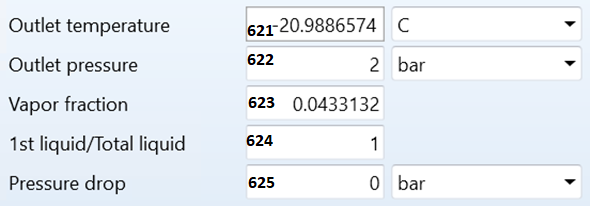 Outlet temperature 621 -20.9886574 C
Outlet pressure 622 2 bar
Vapor fraction 623 0.0433132
1st liquid/Total liquid 624 1
Pressure drop 625 0 bar